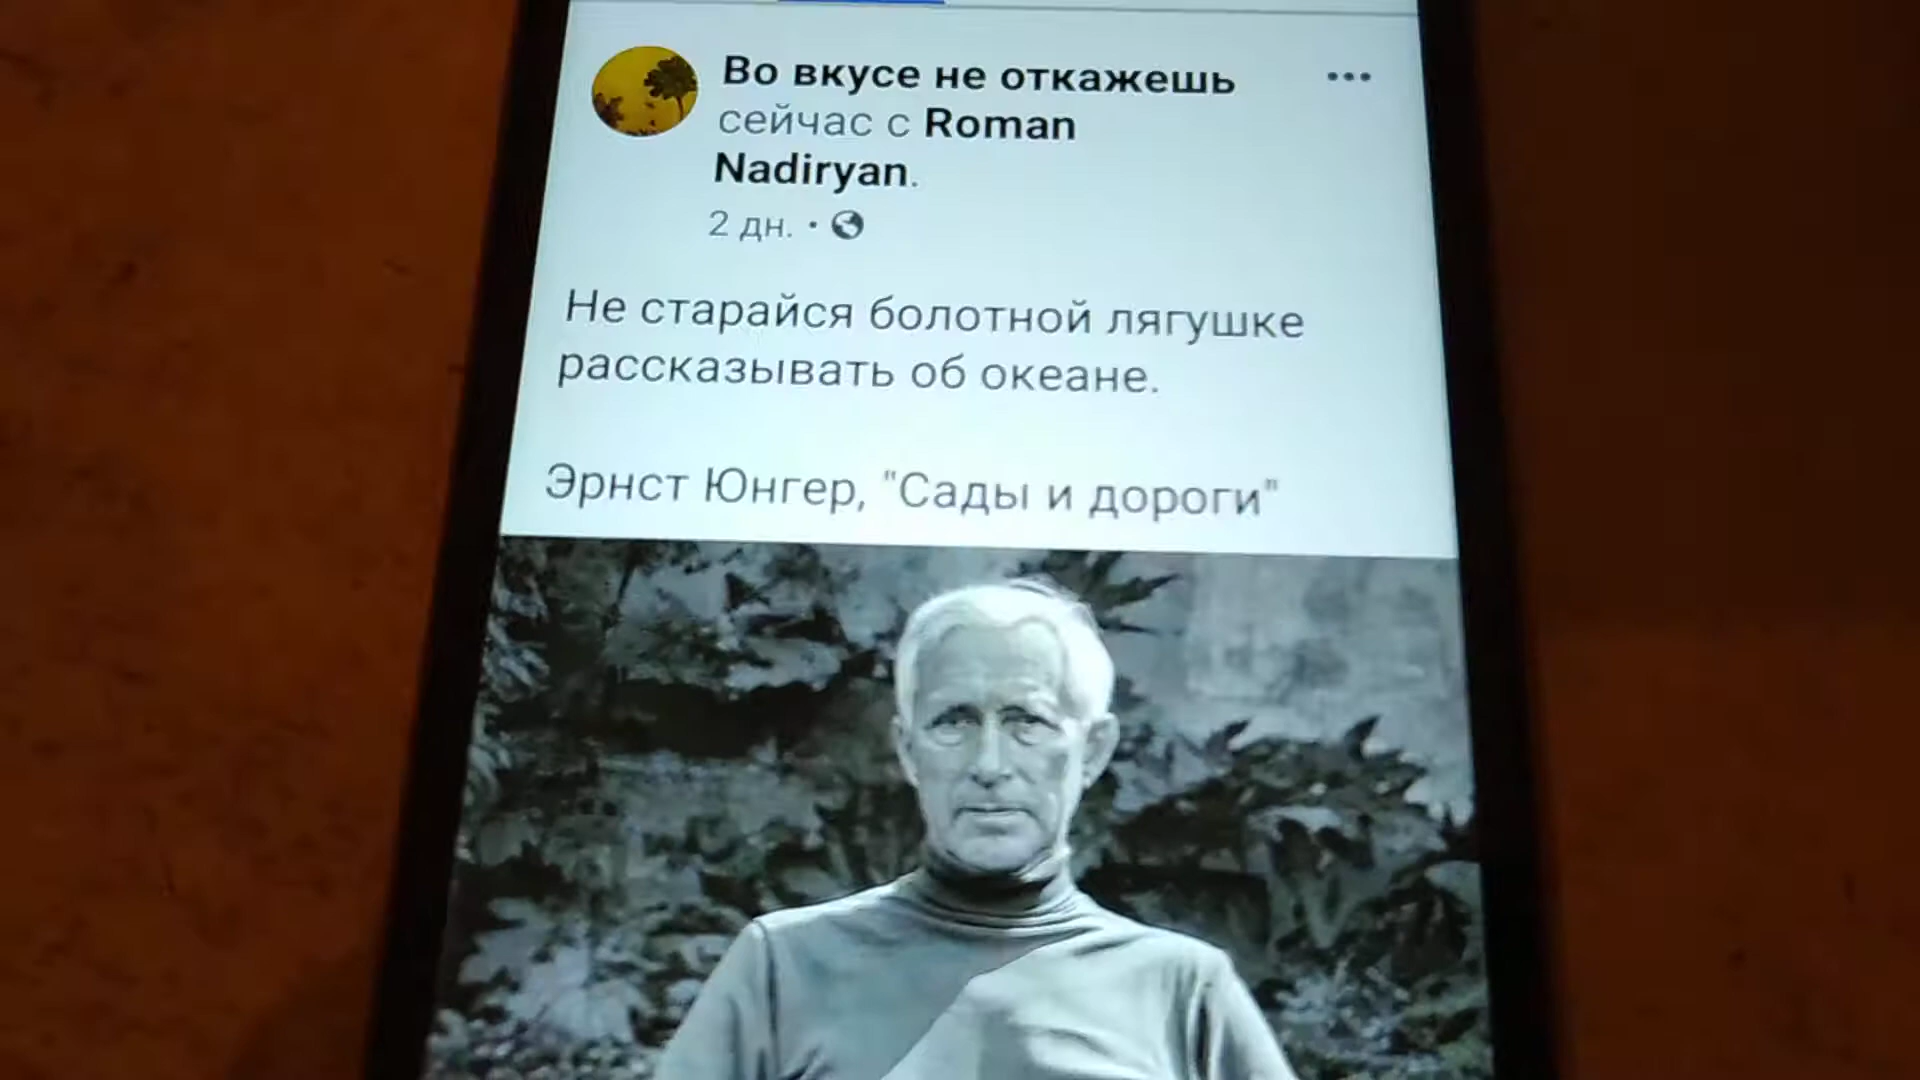 Во вкусе не откажешь
сейчас с Roman
Nadiryan.
2 дн. ·
Не старайся болотной лягушке
рассказывать об океане.
Эрнст Юнгер, "Сады и дороги"